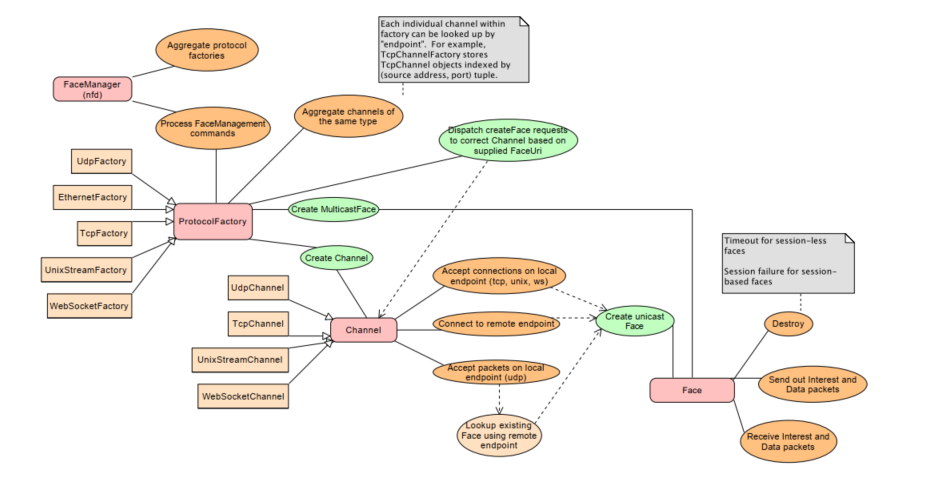 Each individual channel within
factory can be looked up by
"endpoint". For example,
TcpChannelFactory stores
TcpChannel objects indexed by
(source address, port) tuple.
Aggregate protocol
factories
FaceManager
(nfd)
Aggregate channels of
the same type
Process FaceManagement
commands
Dispatch createFace requests
to correct Channel based on
supplied FaceUri
UdpFactory
EthernetFactory
TcpFactory
UnixStreamFactory
WebSocketFactory
ProtocolFactory
Create MulticastFace
Create Channel
Timeout for session-less
faces
Session failure for session-
based faces
UdpChannel
TcpChannel
UnixStreamChannel
WebSocketChannel
Channel
Accept connections on local
endpoint (tcp, unix, ws)
Connect to remote endpoint
Create unicast
Face
Destroy
Accept packets on local
endpoint (udp)
Lookup existing
Face using remote
endpoint
Face
Send out Interest and
Data packets
Receive Interest and
Data packets